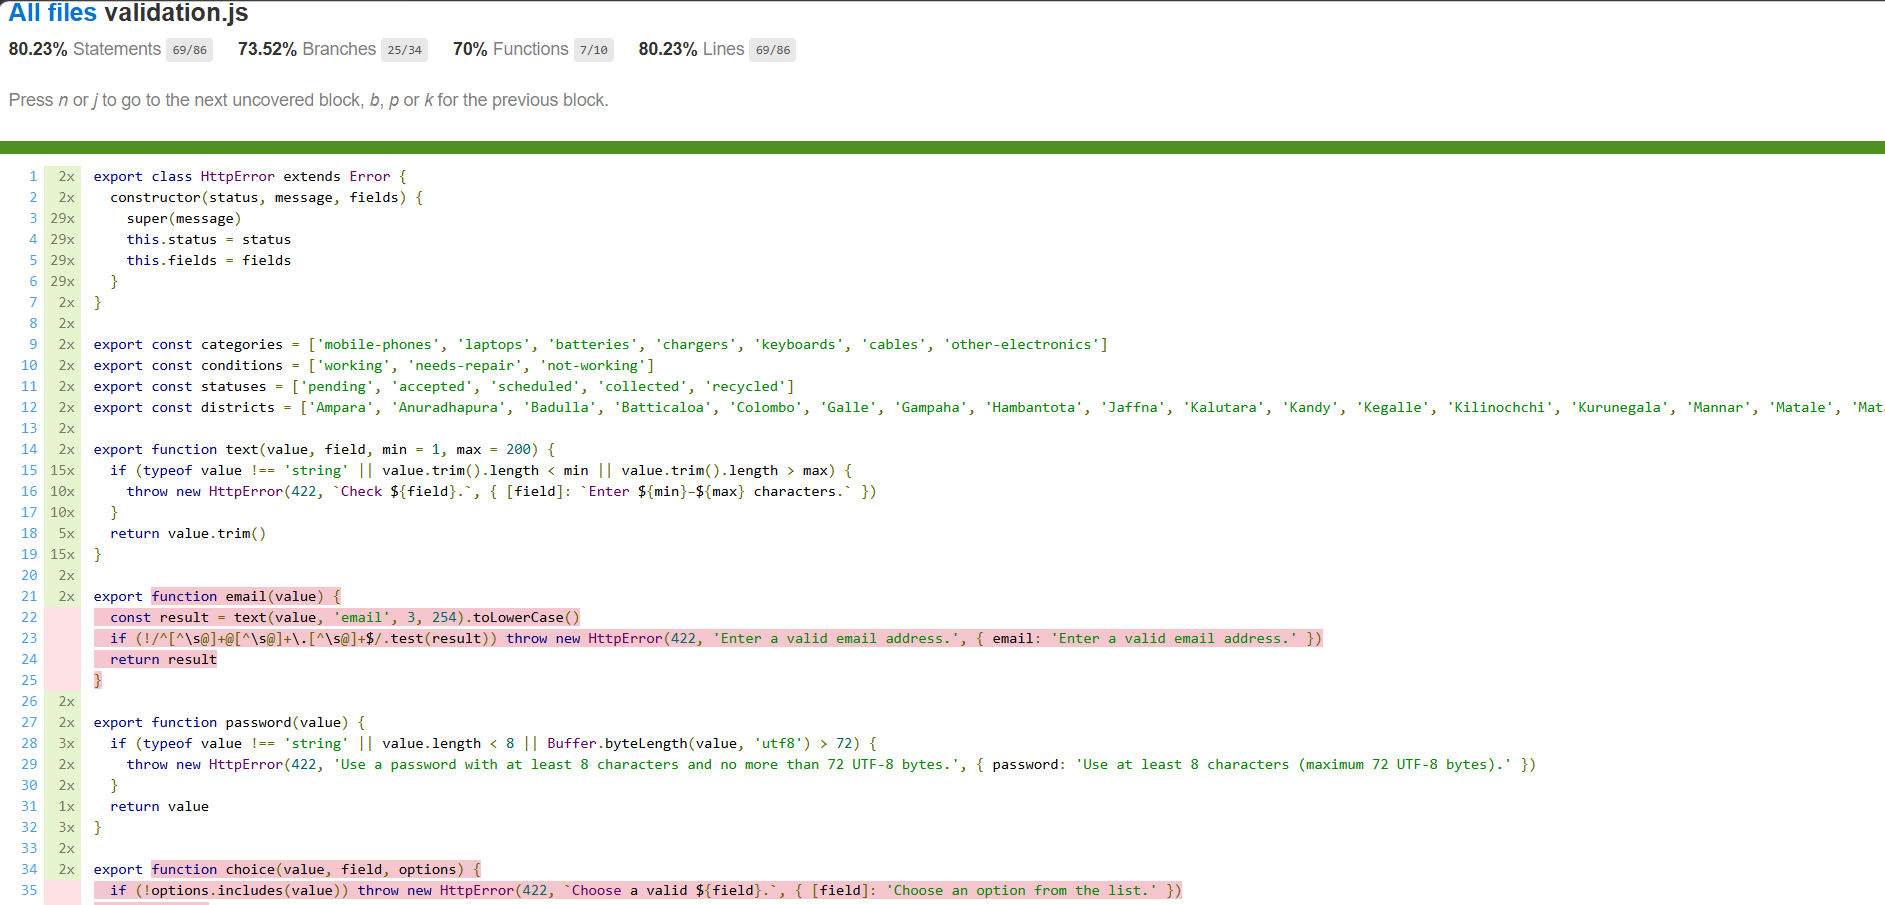 All files validation.js
80.23% Statements 69/86 73.52% Branches 25/34 70% Functions 7/10 80.23% Lines 69/86
Press n or j to go to the next uncovered block, b, p or k for the previous block.
1 2x export class HttpError extends Error {
2 2x constructor(status, message, fields) {
3 29x super(message)
4 29x this.status = status
5 29x this.fields = fields
6 29x }
7 2x }
8 2x
9 2x export const categories = ['mobile-phones', 'laptops', 'batteries', 'chargers', 'keyboards', 'cables', 'other-electronics']
10 2x export const conditions = ['working', 'needs-repair', 'not-working']
11 2x export const statuses = ['pending', 'accepted', 'scheduled', 'collected', 'recycled']
12 2x export const districts = ['Ampara', 'Anuradhapura', 'Badulla', 'Batticaloa', 'Colombo', 'Galle', 'Gampaha', 'Hambantota', 'Jaffna', 'Kalutara', 'Kandy', 'Kegalle', 'Kilinochchi', 'Kurunegala', 'Mannar', 'Matale', 'Mat
13 2x
14 2x export function text(value, field, min = 1, max = 200) {
15 15x if (typeof value !== 'string' || value.trim().length < min || value.trim().length > max) {
16 10x throw new HttpError(422, `Check ${field}.`, { [field]: `Enter ${min}–${max} characters.` })
17 10x }
18 5x return value.trim()
19 15x }
20 2x
21 2x export function email(value) {
22 const result = text(value, 'email', 3, 254).toLowerCase()
23 if (!/^[^\s@]+@[^\s@]+\.[^\s@]+$/.test(result)) throw new HttpError(422, 'Enter a valid email address.', { email: 'Enter a valid email address.' })
24 return result
25 }
26 2x
27 2x export function password(value) {
28 3x if (typeof value !== 'string' || value.length < 8 || Buffer.byteLength(value, 'utf8') > 72) {
29 2x throw new HttpError(422, 'Use a password with at least 8 characters and no more than 72 UTF-8 bytes.', { password: 'Use at least 8 characters (maximum 72 UTF-8 bytes).' })
30 2x }
31 1x return value
32 3x }
33 2x
34 2x export function choice(value, field, options) {
35 if (!options.includes(value)) throw new HttpError(422, `Choose a valid ${field}.`, { [field]: 'Choose an option from the list.' })